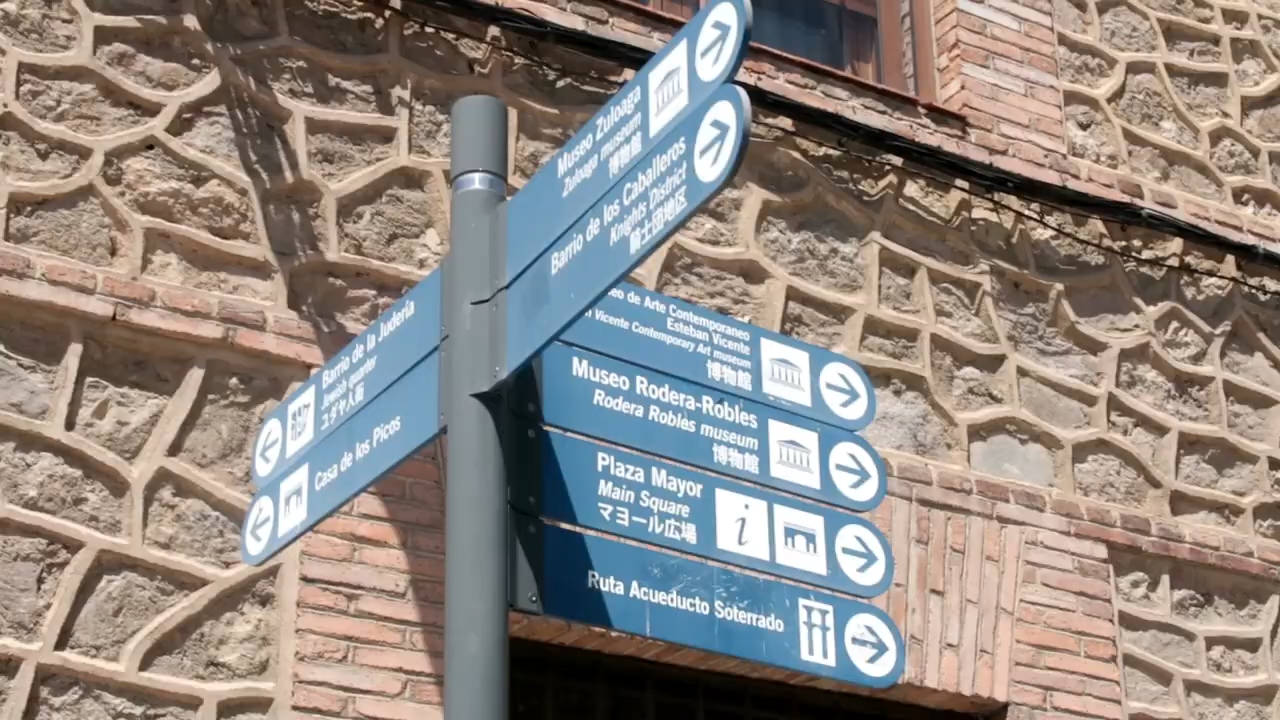 Museo Zuloaga
Zuloaga museum
博物館
Barrio de los Caballeros
Knights District
騎士団地区
Barrio de la Judería
Jewish quarter
ユダヤ人街
Casa de los Picos
de Arte Contemporaneo
Esteban Vicente
Vicente Contemporary Art museum
博物館
Museo Rodera-Robles
Rodera Robles museum
博物館
Plaza Mayor
Main Square
マヨール広場
i
Ruta Acueducto Soterrado